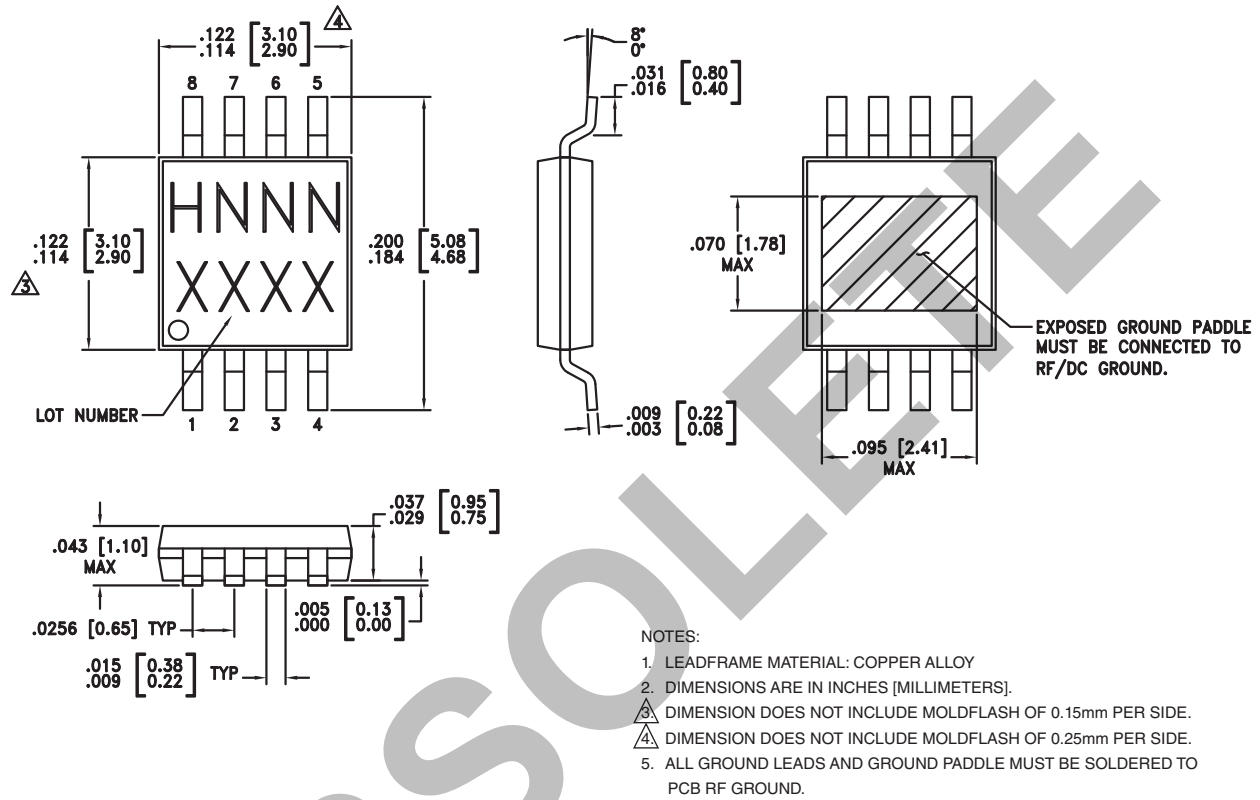 .122 [3.10]
.114 [2.90]
4
8 7 6 5
HNNN
XXXX
.122 [3.10]
.114 [2.90]
3
.200 [5.08]
.184 [4.68]
LOT NUMBER
1 2 3 4
8°
0°
.031 [0.80]
.016 [0.40]
.009 [0.22]
.003 [0.08]
.070 [1.78]
MAX
EXPOSED GROUND PADDLE
MUST BE CONNECTED TO
RF/DC GROUND.
.095 [2.41]
MAX
.037 [0.95]
.029 [0.75]
.043 [1.10]
MAX
.005 [0.13]
.000 [0.00]
.0256 [0.65] TYP
.015 [0.38] TYP
.009 [0.22]
NOTES:
1. LEADFRAME MATERIAL: COPPER ALLOY
2. DIMENSIONS ARE IN INCHES [MILLIMETERS].
3. DIMENSION DOES NOT INCLUDE MOLDFLASH OF 0.15mm PER SIDE.
4. DIMENSION DOES NOT INCLUDE MOLDFLASH OF 0.25mm PER SIDE.
5. ALL GROUND LEADS AND GROUND PADDLE MUST BE SOLDERED TO
PCB RF GROUND.
SOLETE